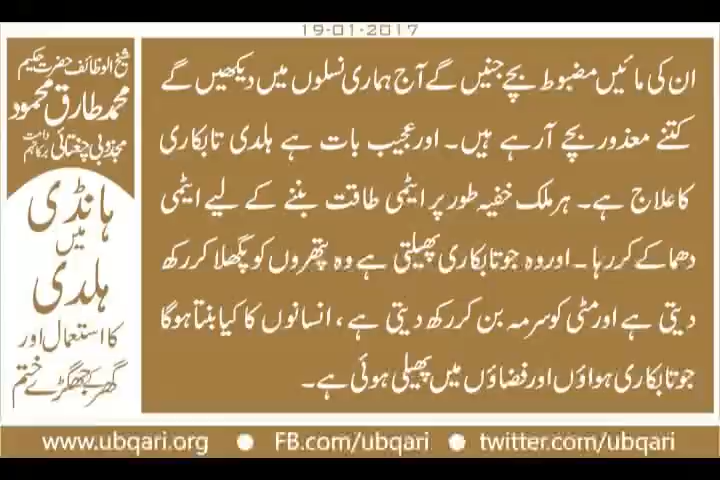 19-01-2017
شیخ الوظائف حضرت حکیم
محمد طارق محمود
مجذوبی چغتائی دامت برکاتہم
ہانڈی
میں
ہلدی
کا استعمال اور
گھر کے جھگڑے ختم
ان کی مائیں مضبوط بچے جنیں گے آج ہماری نسلوں میں دیکھیں گے
کتنے معذور بچے آرہے ہیں۔ اور عجیب بات ہے ہلدی تابکاری
کا علاج ہے۔ ہر ملک خفیہ طور پر ایٹمی طاقت بننے کے لیے ایٹمی
دھماکے کر رہا۔ اور وہ جو تابکاری پھیلتی ہے وہ پتھروں کو پگھلا کر رکھ
دیتی ہے اور مٹی کو سرمہ بن کر رکھ دیتی ہے، انسانوں کا کیا بنتا ہوگا
جو تابکاری ہواؤں اور فضاؤں میں پھیلی ہوئی ہے۔
www.ubqari.org ● FB.com/ubqari ● twitter.com/ubqari